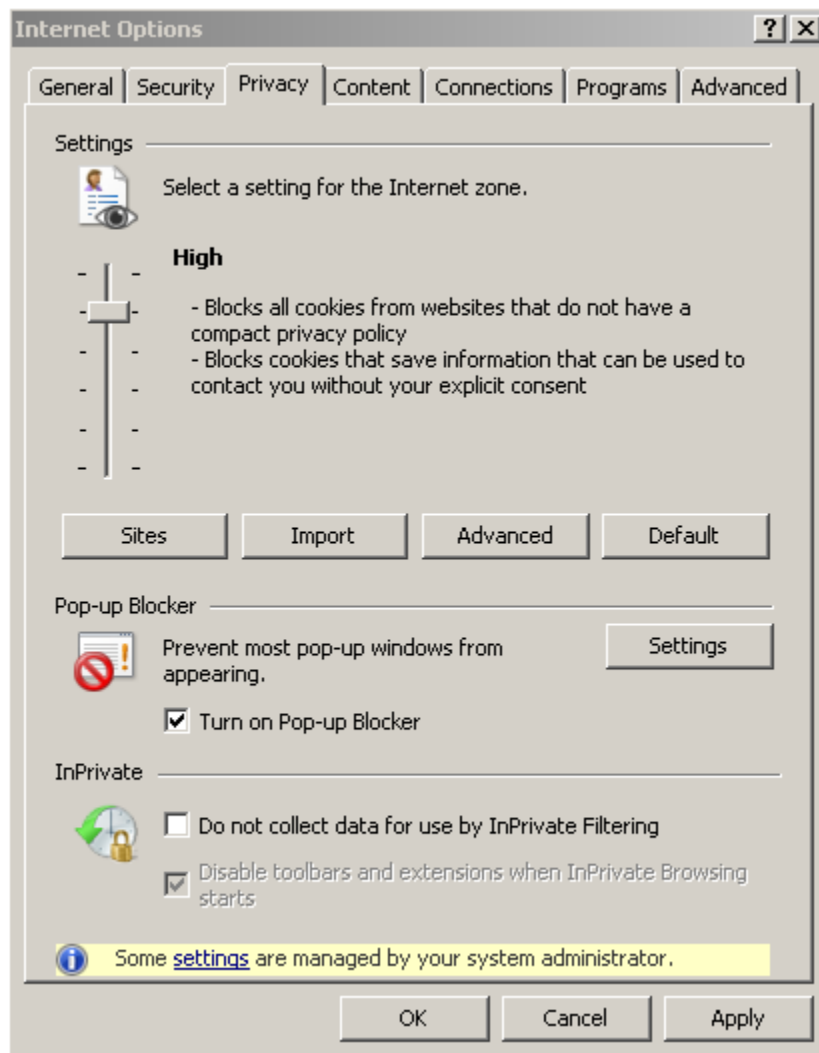 Internet Options
General Security Privacy Content Connections Programs Advanced
Settings
Select a setting for the Internet zone.
High
- Blocks all cookies from websites that do not have a
compact privacy policy
- Blocks cookies that save information that can be used to
contact you without your explicit consent
Sites Import Advanced Default
Pop-up Blocker
Prevent most pop-up windows from
appearing.
Settings
Turn on Pop-up Blocker
InPrivate
Do not collect data for use by InPrivate Filtering
Disable toolbars and extensions when InPrivate Browsing
starts
Some settings are managed by your system administrator.
OK Cancel Apply